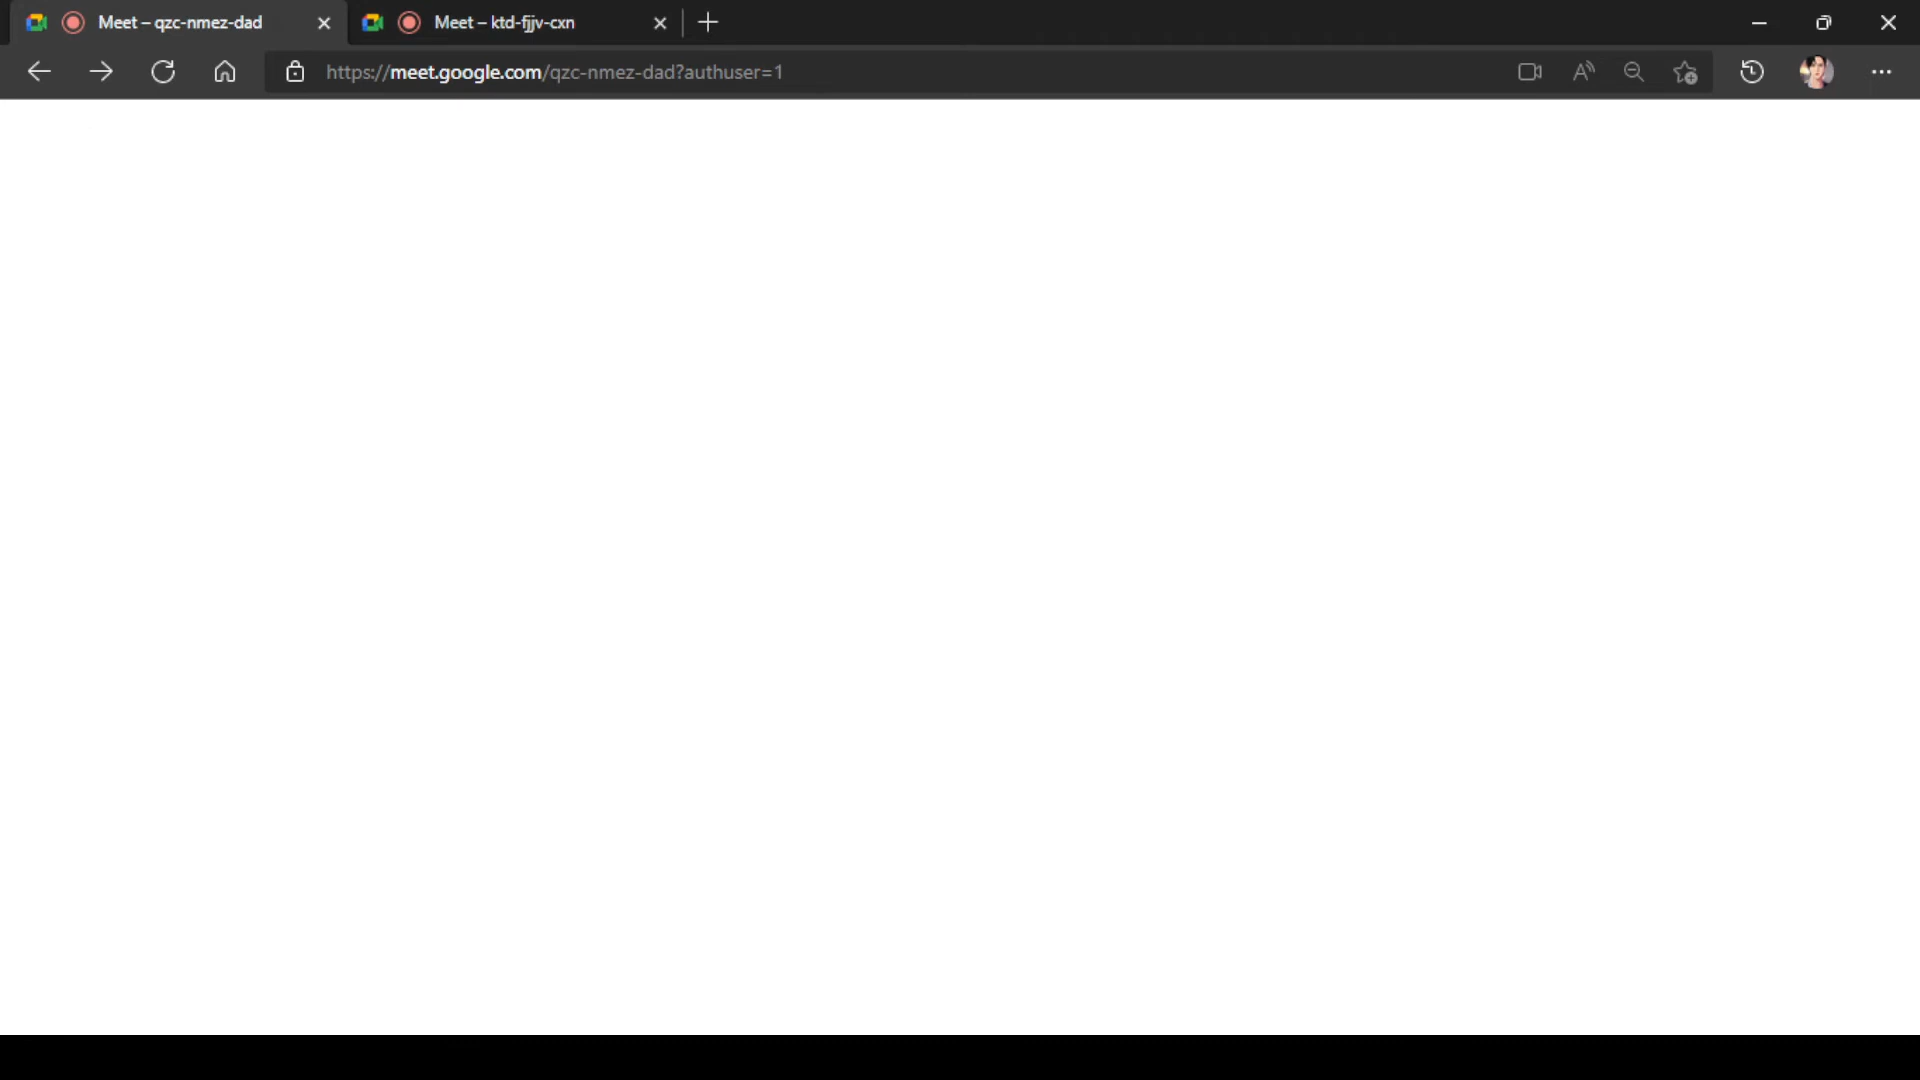 Meet – qzc-nmez-dad
Meet – ktd-fjjv-cxn
https://meet.google.com/qzc-nmez-dad?authuser=1